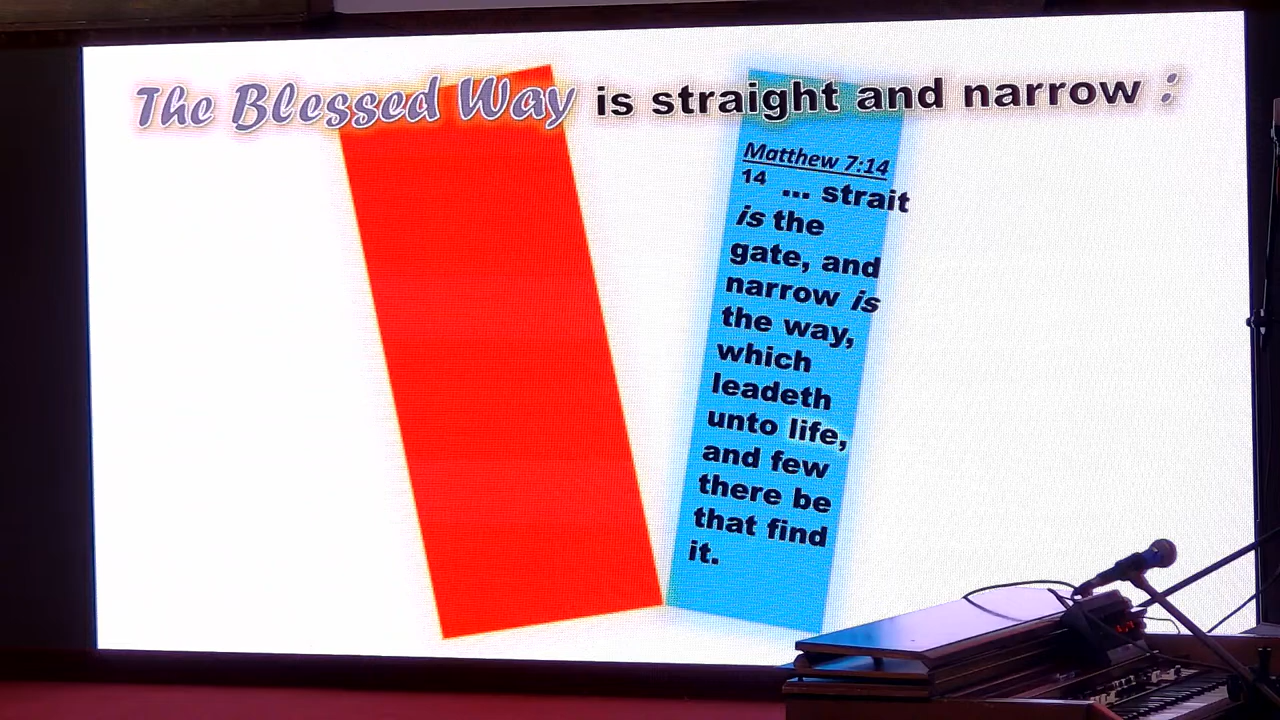 The Blessed Way is straight and narrow :
Matthew 7:14
14 ... strait
is the
gate, and
narrow is
the way,
which
leadeth
unto life,
and few
there be
that find
it.